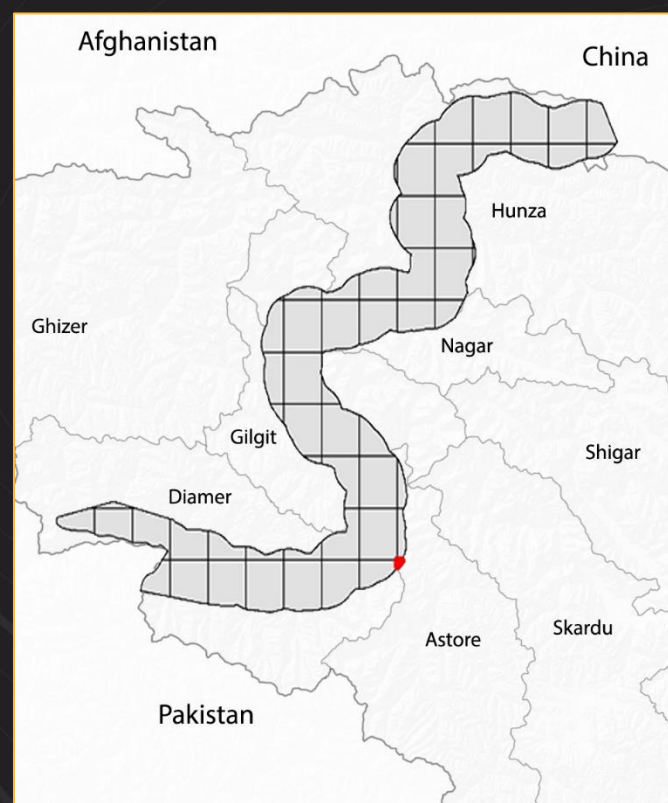 Afghanistan
China
Hunza
Ghizer
Nagar
Gilgit
Shigar
Diamer
Skardu
Astore
Pakistan